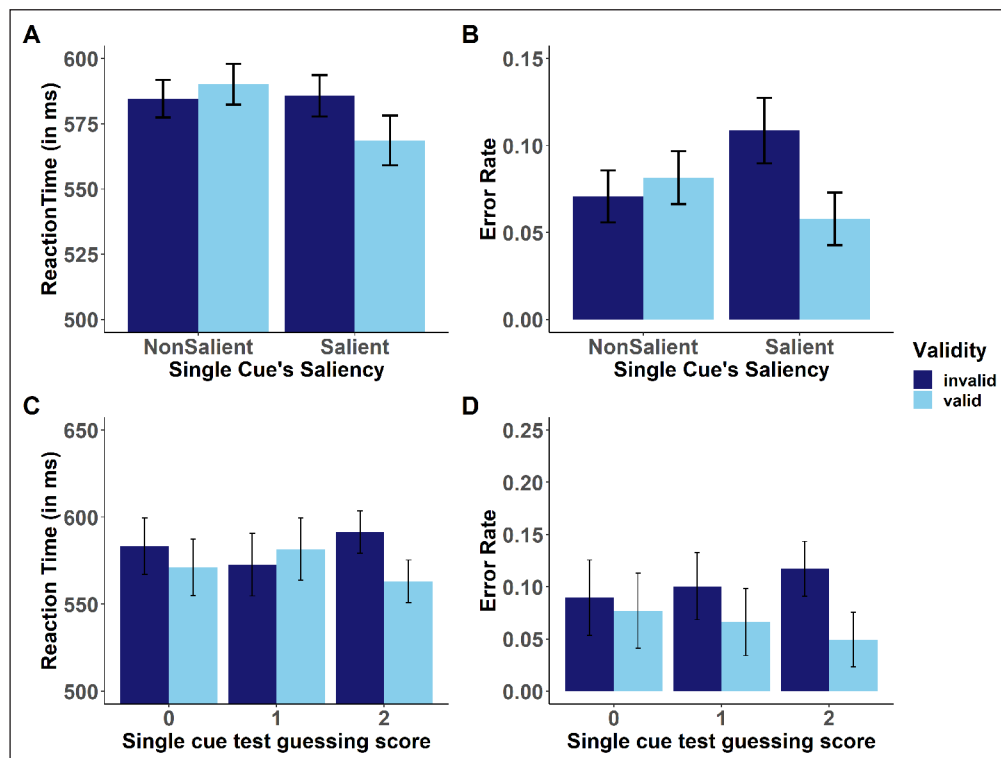 A
ReactionTime (in ms)
600
575
550
525
500
NonSalient Salient
Single Cue's Saliency
B
Error Rate
0.15
0.10
0.05
0.00
NonSalient Salient
Single Cue's Saliency
Validity
invalid
valid
C
Reaction Time (in ms)
650
600
550
500
0 1 2
Single cue test guessing score
D
Error Rate
0.25
0.20
0.15
0.10
0.05
0.00
0 1 2
Single cue test guessing score